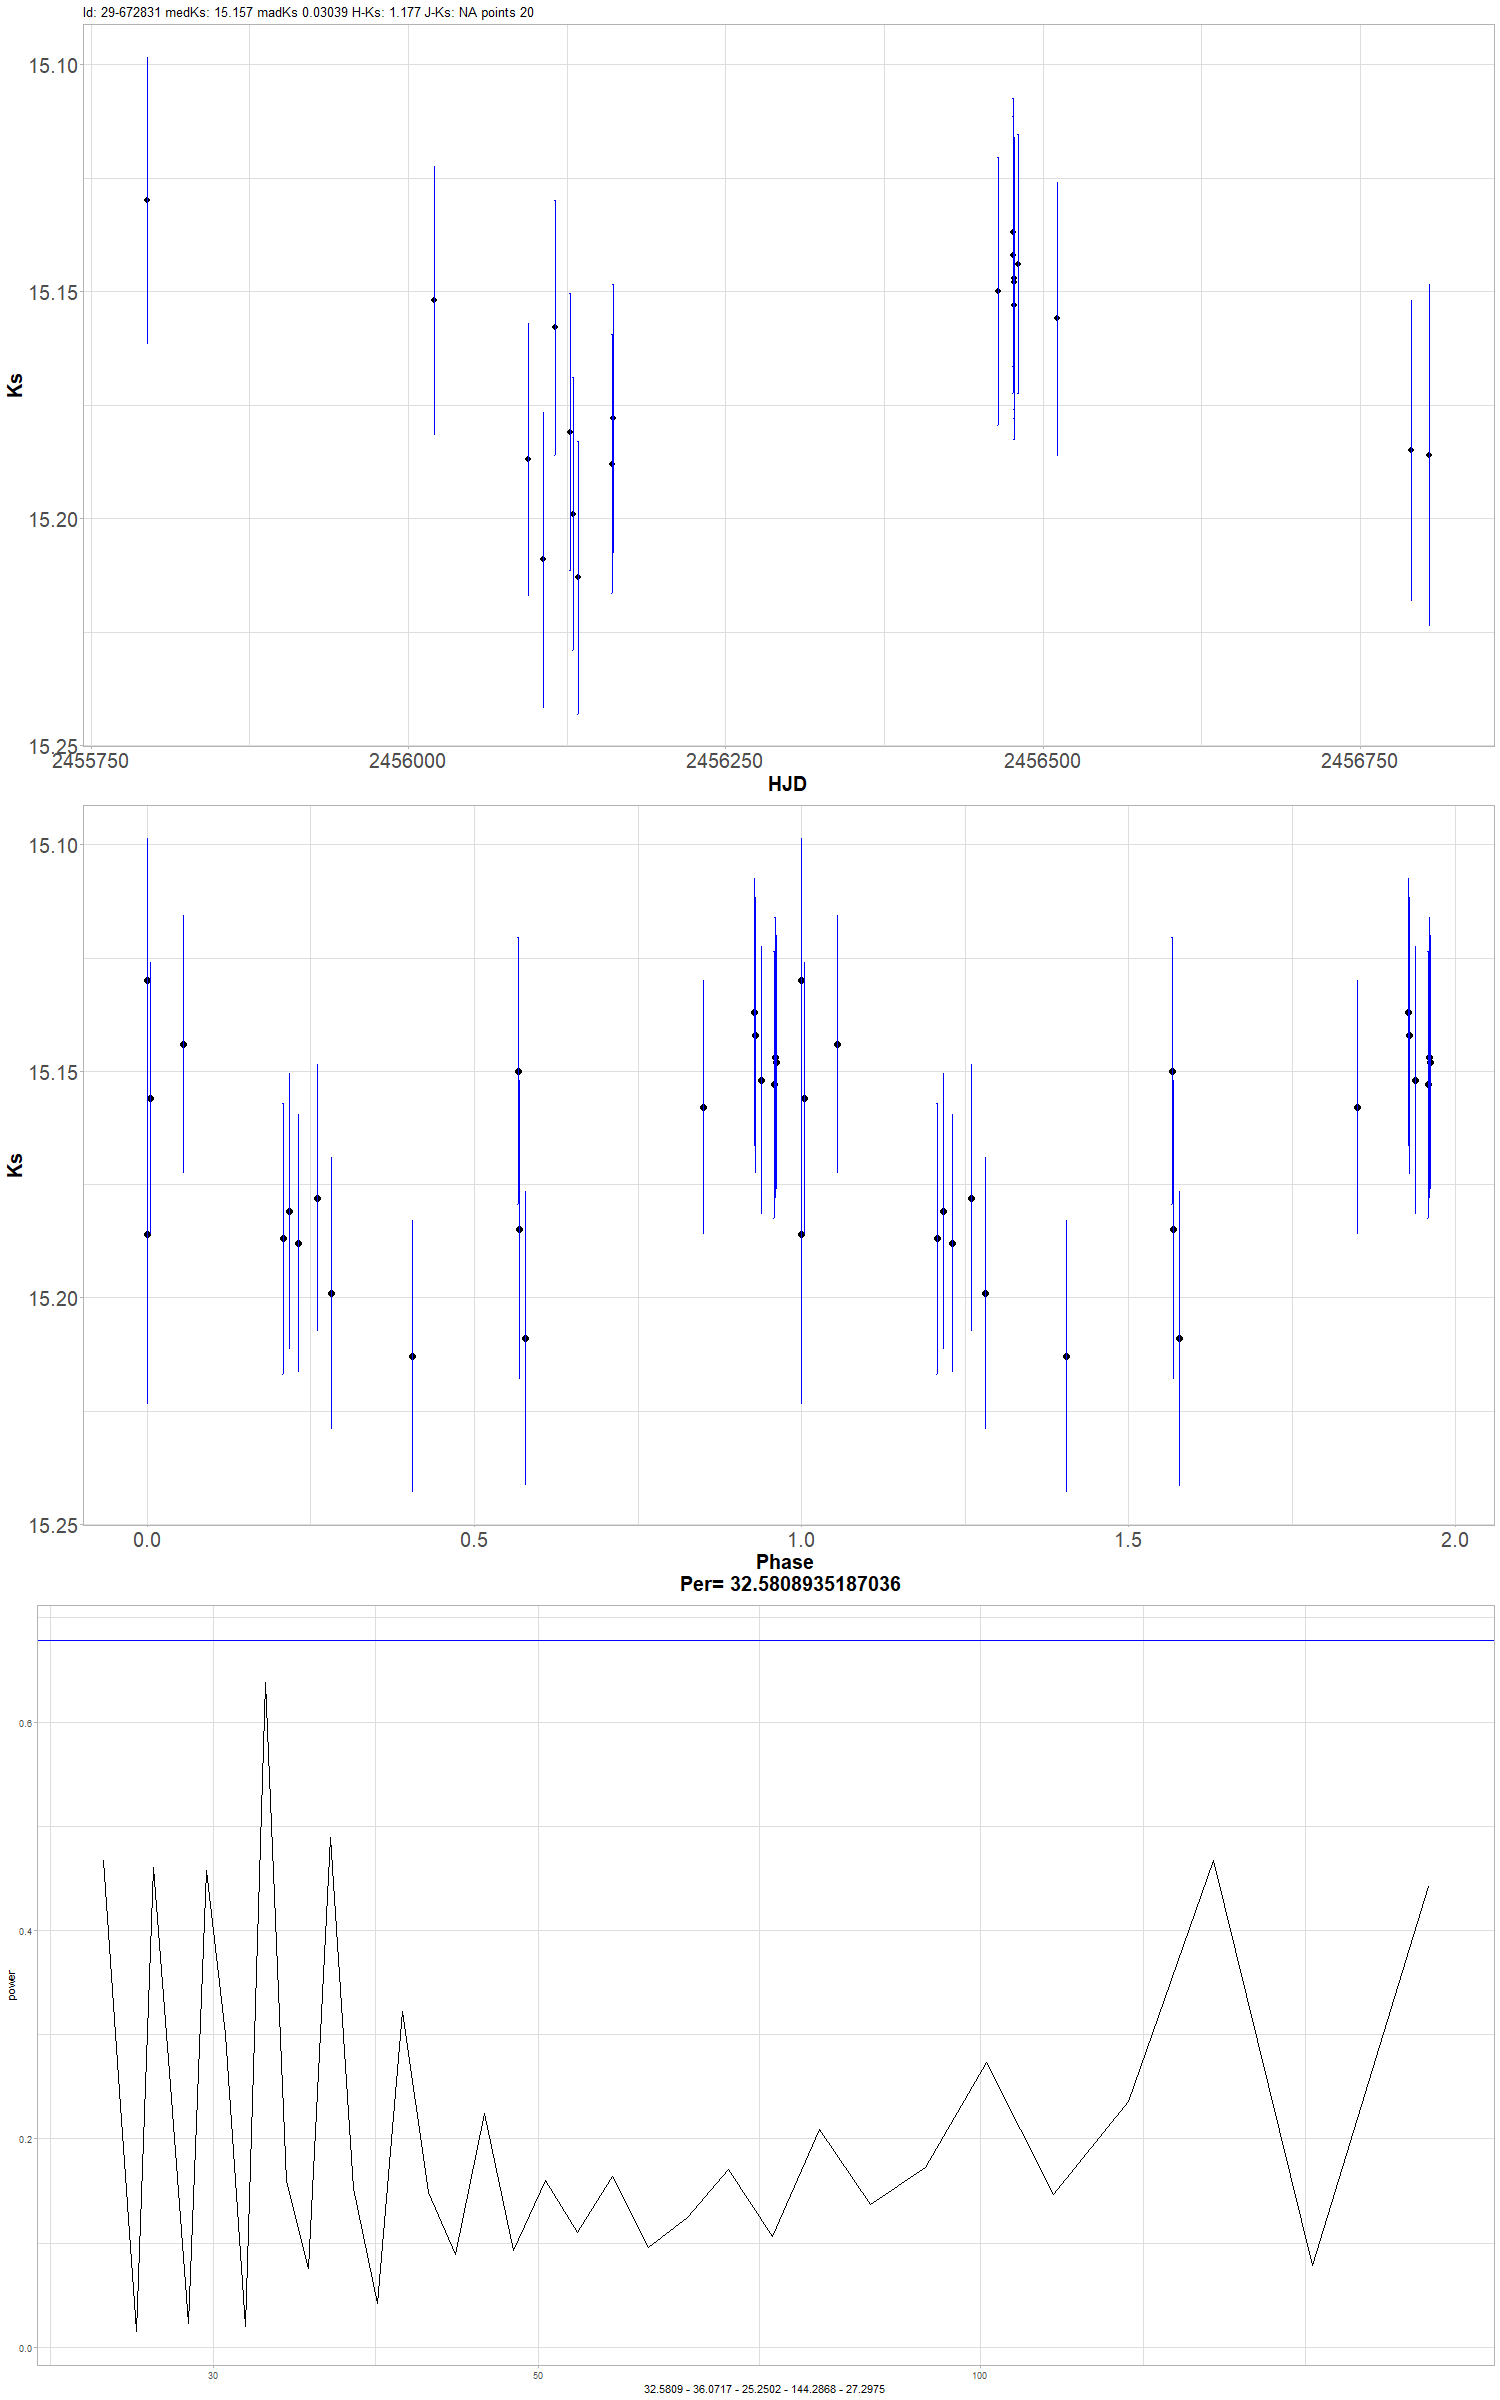 Id: 29-672831 medKs: 15.157 madKs 0.03039 H-Ks: 1.177 J-Ks: NA points 20
15.10
15.15
15.20
15.25
Ks
2455750 2456000 2456250 2456500 2456750
HJD
15.10
15.15
15.20
15.25
Ks
0.0 0.5 1.0 1.5 2.0
Phase
Per= 32.5808935187036
0.6
0.4
0.2
0.0
power
30 50 100
32.5809 - 36.0717 - 25.2502 - 144.2868 - 27.2975